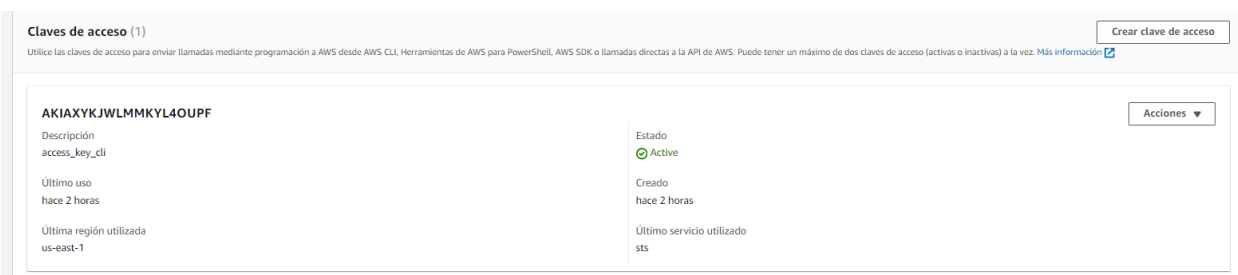 Claves de acceso (1)
Crear clave de acceso
Utilice las claves de acceso para enviar llamadas mediante programación a AWS desde AWS CLI, Herramientas de AWS para PowerShell, AWS SDK o llamadas directas a la API de AWS. Puede tener un máximo de dos claves de acceso (activas o inactivas) a la vez. Más información
AKIAXYKJWLMMKYL4OUPF
Acciones
Descripción
Estado
access_key_cli
Active
Último uso
Creado
hace 2 horas
hace 2 horas
Última región utilizada
Último servicio utilizado
us-east-1
sts